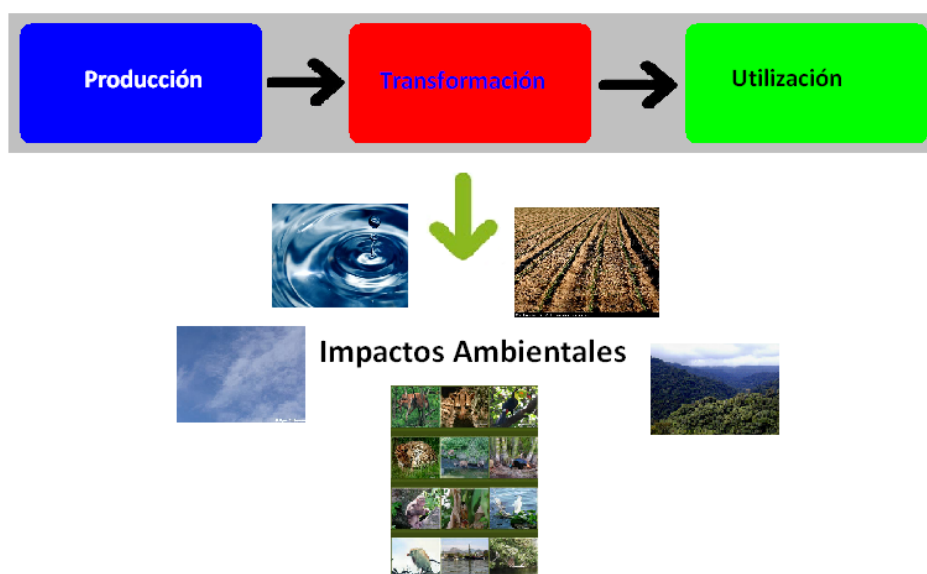 Producción
Transformación
Utilización
Impactos Ambientales